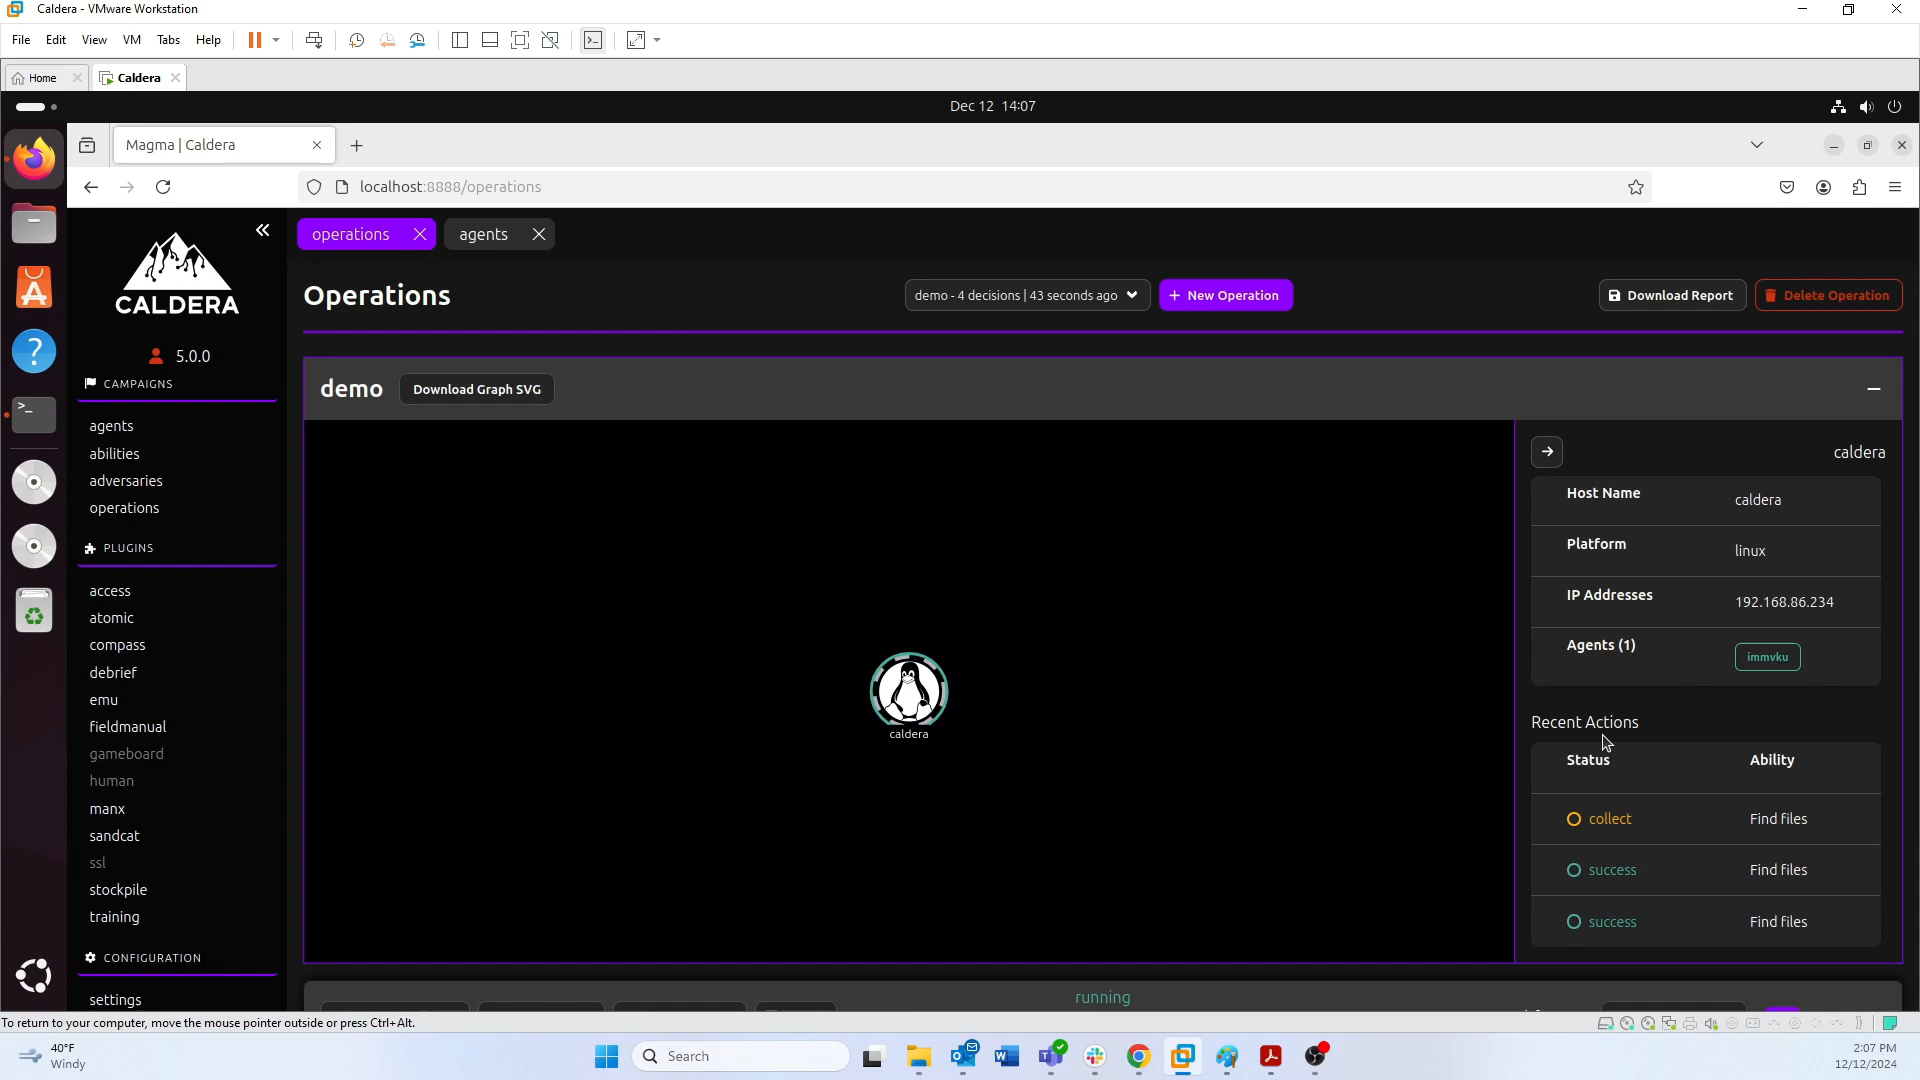 Caldera - VMware Workstation
File Edit View VM Tabs Help
Home Caldera
Dec 12 14:07
Magma | Caldera
localhost:8888/operations
operations agents
CALDERA
5.0.0
CAMPAIGNS
agents
abilities
adversaries
operations
PLUGINS
access
atomic
compass
debrief
emu
fieldmanual
gameboard
human
manx
sandcat
ssl
stockpile
training
CONFIGURATION
settings
Operations
demo - 4 decisions | 43 seconds ago
+ New Operation
Download Report
Delete Operation
demo
Download Graph SVG
caldera
caldera
Host Name caldera
Platform linux
IP Addresses 192.168.86.234
Agents (1) immvku
Recent Actions
Status Ability
collect Find files
success Find files
success Find files
running
To return to your computer, move the mouse pointer outside or press Ctrl+Alt.
40°F
Windy
Search
2:07 PM
12/12/2024